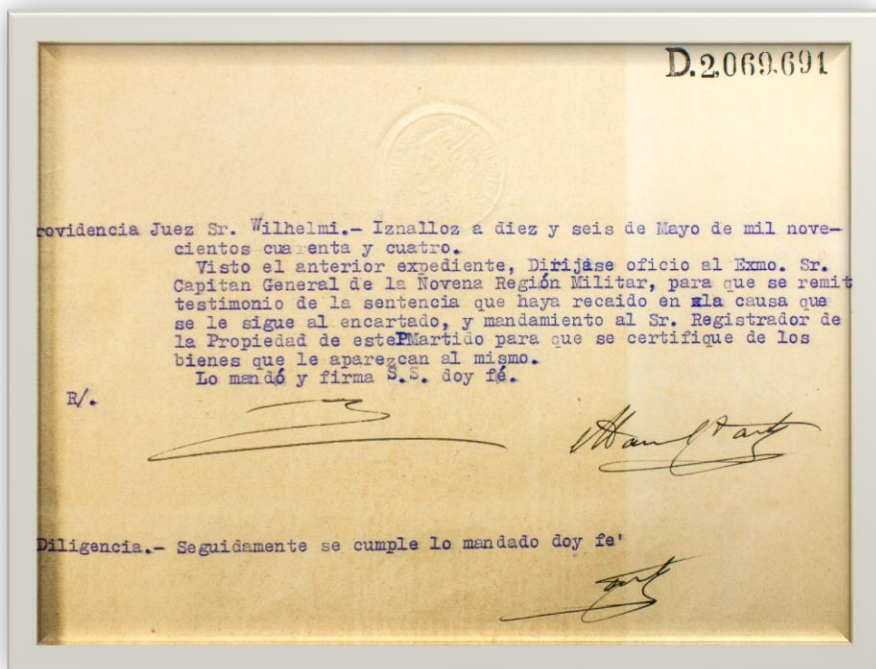 D.2,069.691
rovidencia Juez Sr. Wilhelmi.- Iznalloz a diez y seis de Mayo de mil nove-
cientos cuarenta y cuatro.
Visto el anterior expediente, Dirijase oficio al Exmo. Sr.
Capitan General de la Novena Región Militar, para que se remit
testimonio de la sentencia que haya recaido en la causa que
se le sigue al encartado, y mandamiento al Sr. Registrador de
la Propiedad de este PMartido para que se certifique de los
bienes que le aparezcan al mismo.
Lo mandó y firma S.S. doy fé.
R/.
Diligencia.- Seguidamente se cumple lo mandado doy fe'